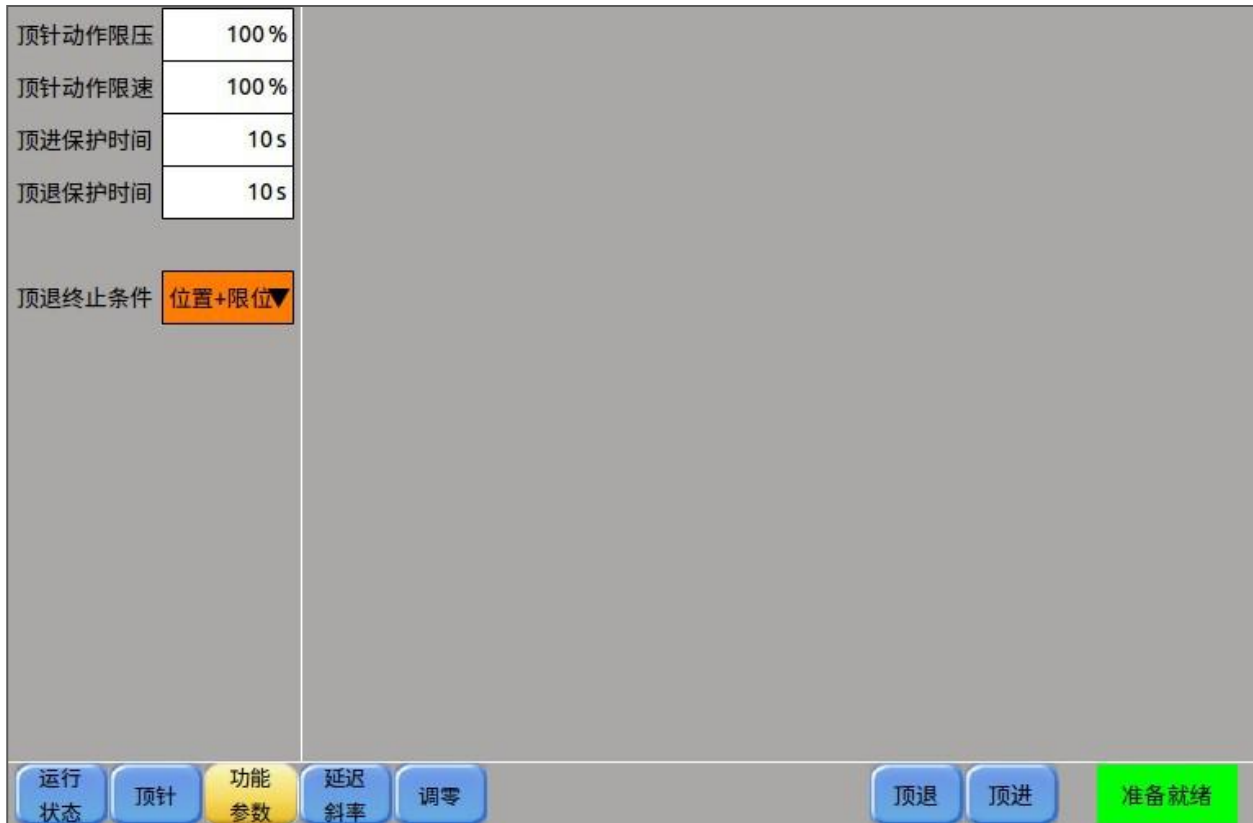 顶针动作限压 100%
顶针动作限速 100%
顶进保护时间 10s
顶退保护时间 10s
顶退终止条件 位置+限位▼
运行
状态
顶针
功能
参数
延迟
斜率
调零
顶退
顶进
准备就绪